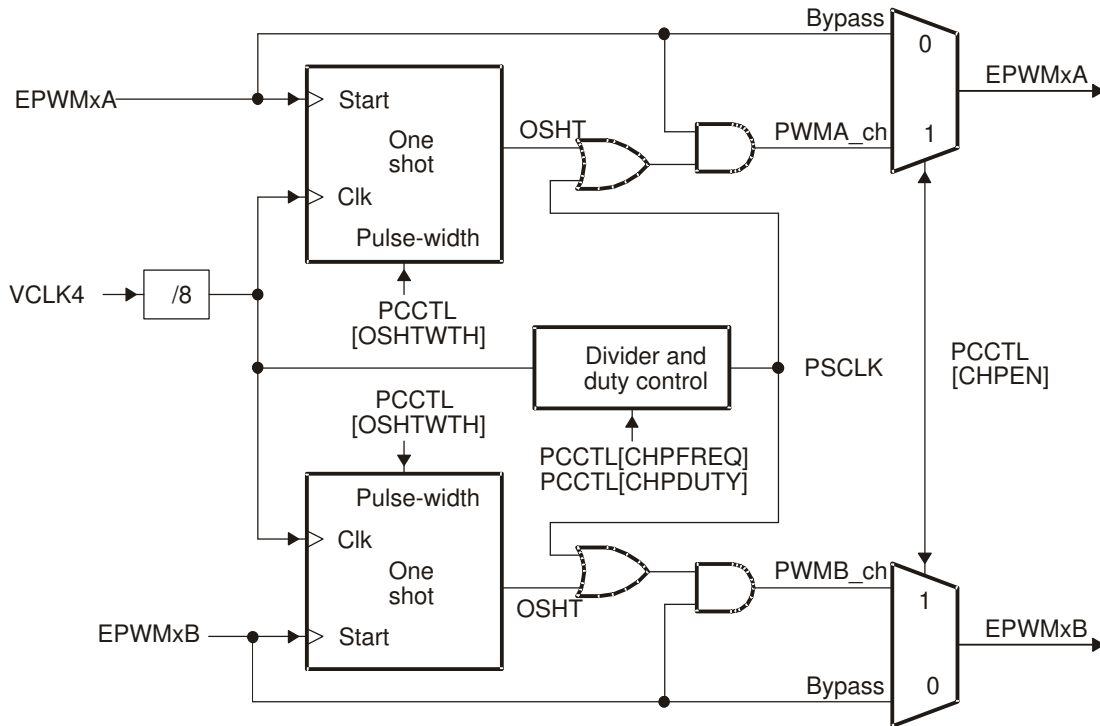 Bypass
0
EPWMxA
EPWMxA
Start
OSHT
PWMA_ch
1
One
shot
Clk
Pulse-width
VCLK4
/8
PCCTL
[OSHTWTH]
Divider and
duty control
PSCLK
PCCTL
[CHPEN]
PCCTL
[OSHTWTH]
PCCTL[CHPFREQ]
PCCTL[CHPDUTY]
Pulse-width
Clk
One
shot
PWMB_ch
1
OSHT
EPWMxB
Start
EPWMxB
Bypass
0